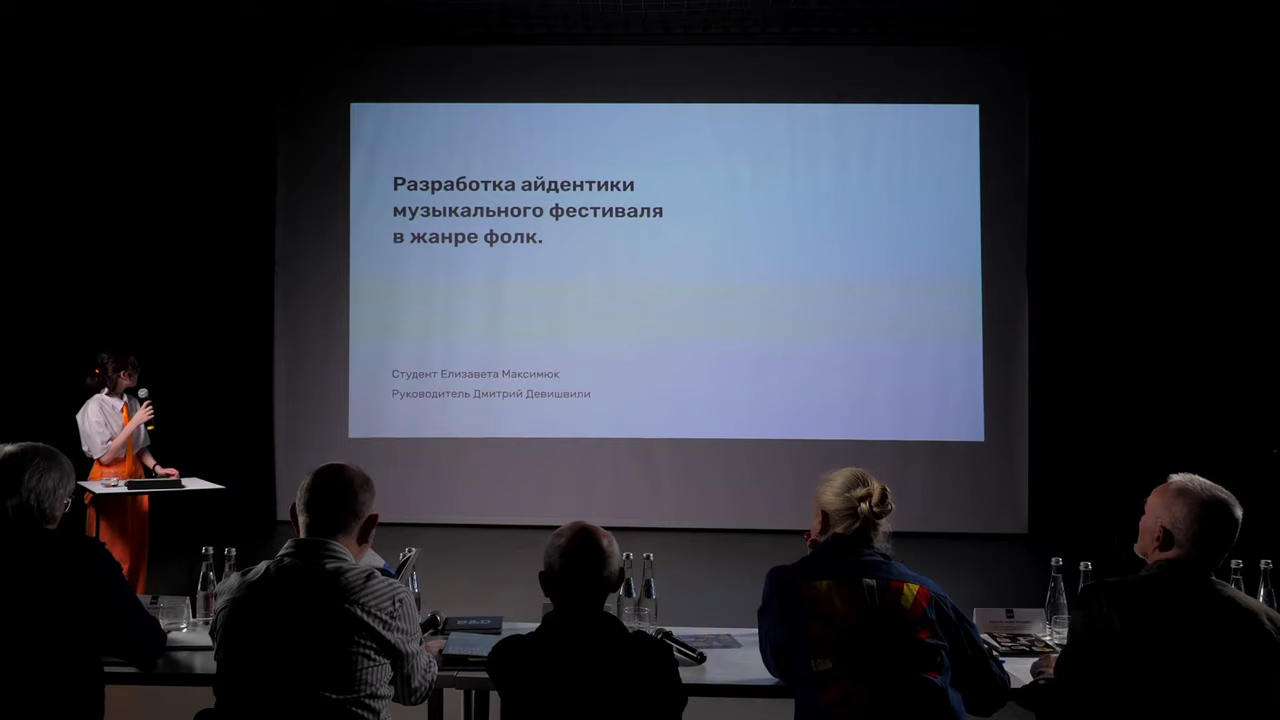 Разработка айдентики
музыкального фестиваля
в жанре фолк.
Студент Елизавета Максимюк
Руководитель Дмитрий Девишвили